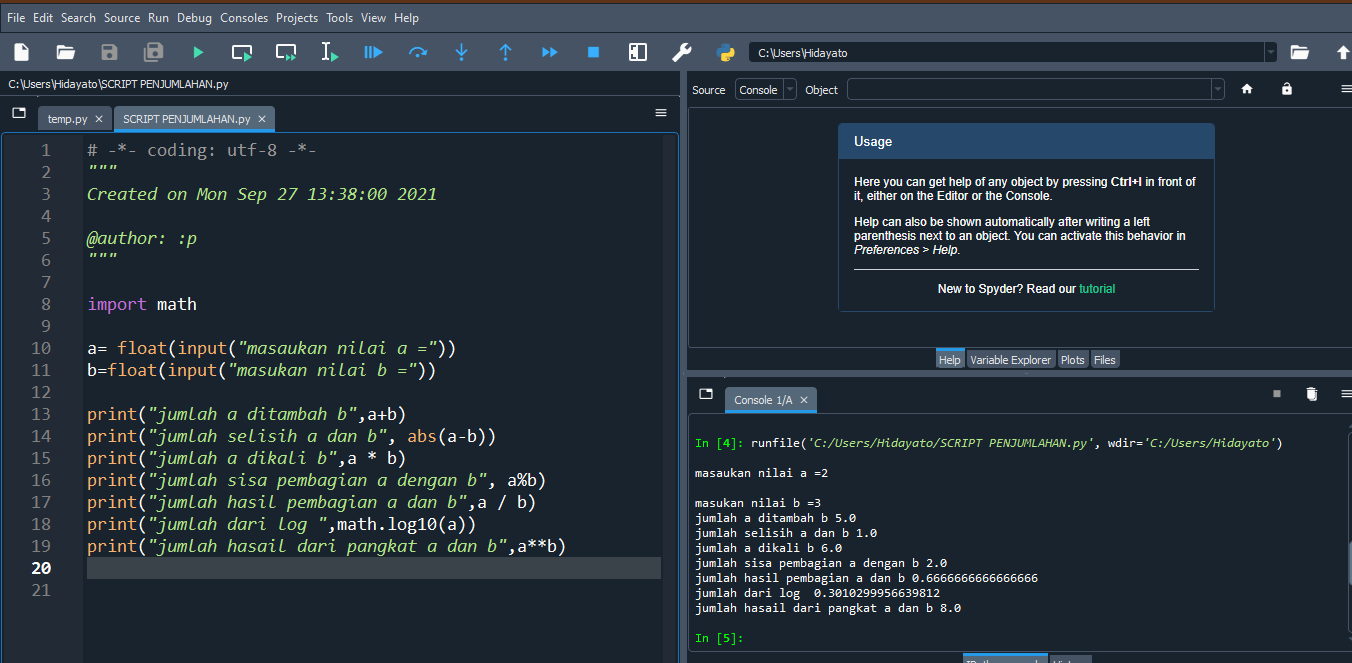 File Edit Search Source Run Debug Consoles Projects Tools View Help
C:\Users\Hidayato
C:\Users\Hidayato\SCRIPT PENJUMLAHAN.py
temp.py
SCRIPT PENJUMLAHAN.py
1 # -*- coding: utf-8 -*-
2 """
3 Created on Mon Sep 27 13:38:00 2021
4
5 @author: :p
6 """
7
8 import math
9
10 a= float(input("masaukan nilai a ="))
11 b=float(input("masukan nilai b ="))
12
13 print("jumlah a ditambah b",a+b)
14 print("jumlah selisih a dan b", abs(a-b))
15 print("jumlah a dikali b",a * b)
16 print("jumlah sisa pembagian a dengan b", a%b)
17 print("jumlah hasil pembagian a dan b",a / b)
18 print("jumlah dari log ",math.log10(a))
19 print("jumlah hasail dari pangkat a dan b",a**b)
20
21
Source Console Object
Usage
Here you can get help of any object by pressing Ctrl+I in front of
it, either on the Editor or the Console.
Help can also be shown automatically after writing a left
parenthesis next to an object. You can activate this behavior in
Preferences > Help.
New to Spyder? Read our tutorial
Help Variable Explorer Plots Files
Console 1/A
In [4]: runfile('C:/Users/Hidayato/SCRIPT PENJUMLAHAN.py', wdir='C:/Users/Hidayato')
masaukan nilai a =2
masukan nilai b =3
jumlah a ditambah b 5.0
jumlah selisih a dan b 1.0
jumlah a dikali b 6.0
jumlah sisa pembagian a dengan b 2.0
jumlah hasil pembagian a dan b 0.6666666666666666
jumlah dari log  0.3010299956639812
jumlah hasail dari pangkat a dan b 8.0
In [5]: